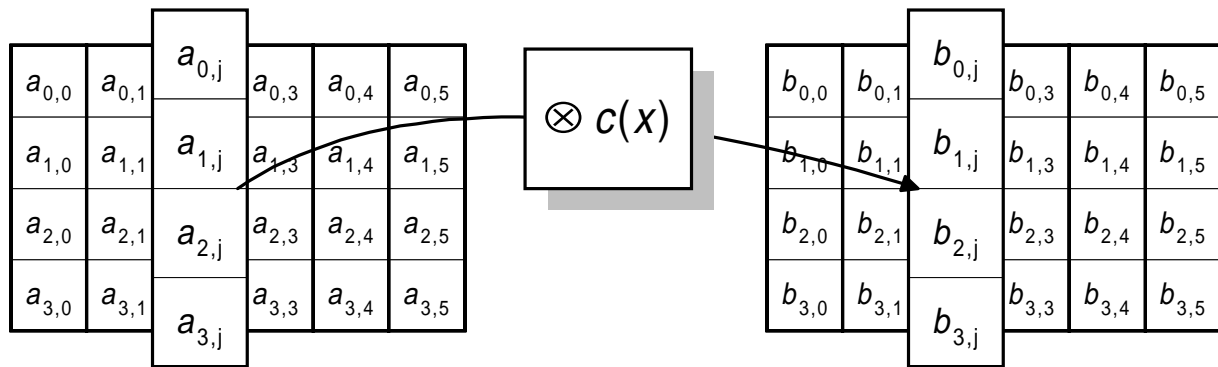 a0,0 a0,1 a0,j a0,3 a0,4 a0,5
a1,0 a1,1 a1,j a1,3 a1,4 a1,5
a2,0 a2,1 a2,j a2,3 a2,4 a2,5
a3,0 a3,1 a3,j a3,3 a3,4 a3,5
⊗ c(x)
b0,0 b0,1 b0,j b0,3 b0,4 b0,5
b1,0 b1,1 b1,j b1,3 b1,4 b1,5
b2,0 b2,1 b2,j b2,3 b2,4 b2,5
b3,0 b3,1 b3,j b3,3 b3,4 b3,5